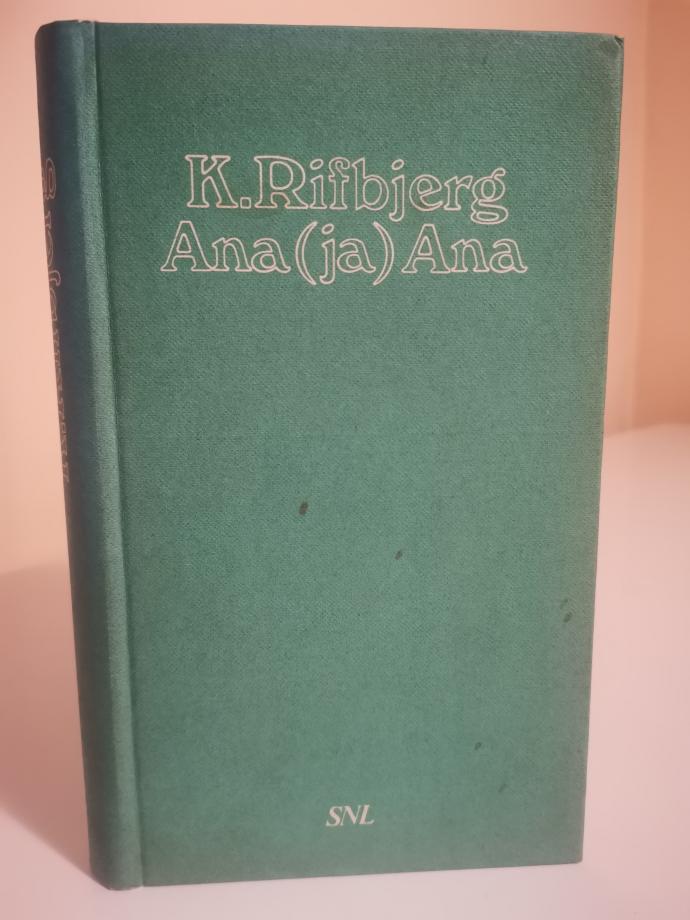 K.Rifbjerg
Ana (ja) Ana
SNL